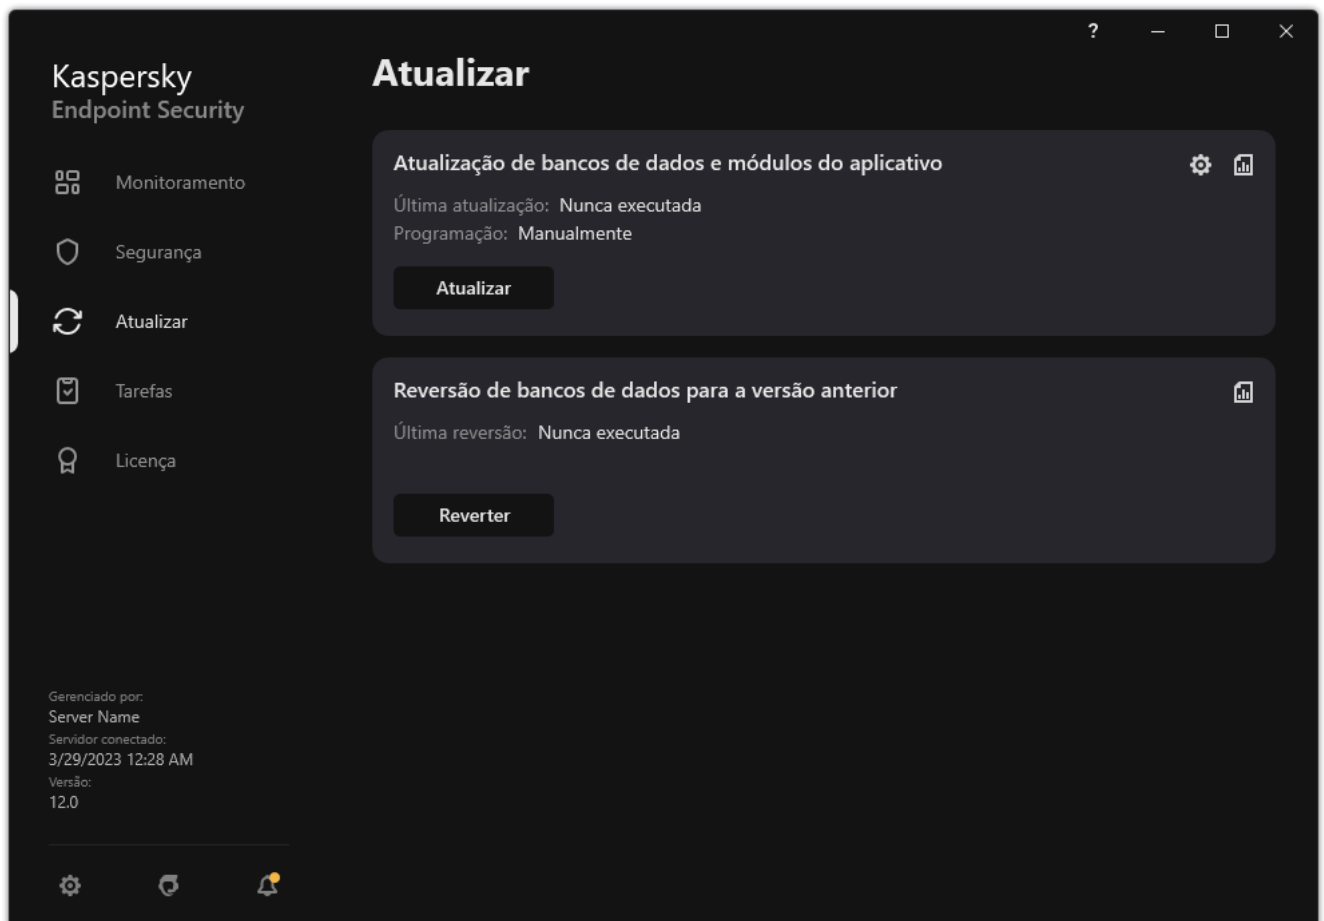 ?
Kaspersky
Endpoint Security
Monitoramento
Segurança
Atualizar
Tarefas
Licença
Gerenciado por:
Server Name
Servidor conectado:
3/29/2023 12:28 AM
Versão:
12.0
Atualizar
Atualização de bancos de dados e módulos do aplicativo
Última atualização: Nunca executada
Programação: Manualmente
Atualizar
Reversão de bancos de dados para a versão anterior
Última reversão: Nunca executada
Reverter